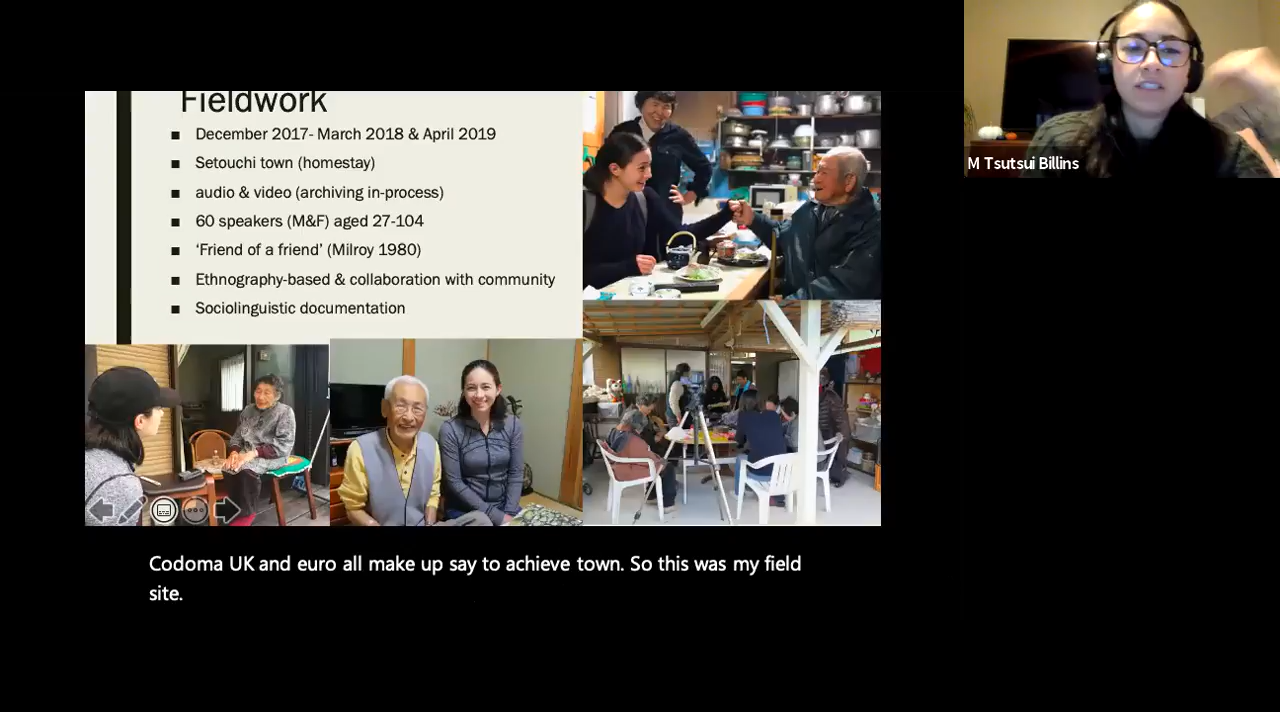 Fieldwork
December 2017- March 2018 & April 2019
Setouchi town (homestay)
audio & video (archiving in-process)
60 speakers (M&F) aged 27-104
‘Friend of a friend’ (Milroy 1980)
Ethnography-based & collaboration with community
Sociolinguistic documentation
M Tsutsui Billins
Codoma UK and euro all make up say to achieve town. So this was my field
site.